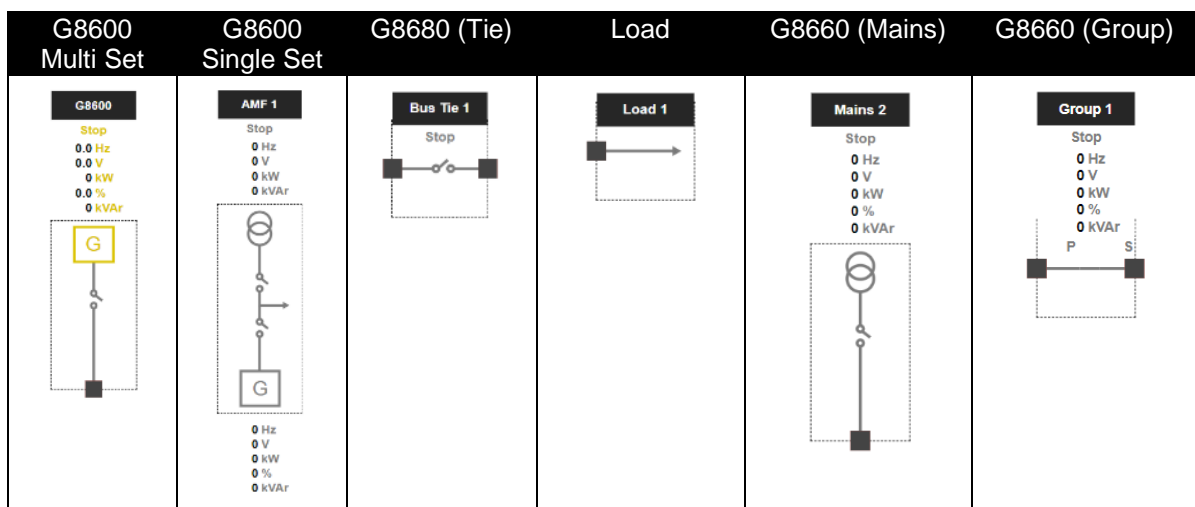 G8600
Multi Set
G8600
Single Set
G8680 (Tie)
Load
G8660 (Mains)
G8660 (Group)
G8600
Stop
0.0 Hz
0.0 V
0 kW
0.0 %
0 kVAr
G
AMF 1
Stop
0 Hz
0 V
0 kW
0 kVAr
G
0 Hz
0 V
0 kW
0 %
0 kVAr
Bus Tie 1
Stop
Load 1
Mains 2
Stop
0 Hz
0 V
0 kW
0 %
0 kVAr
Group 1
Stop
0 Hz
0 V
0 kW
0 %
0 kVAr
P S